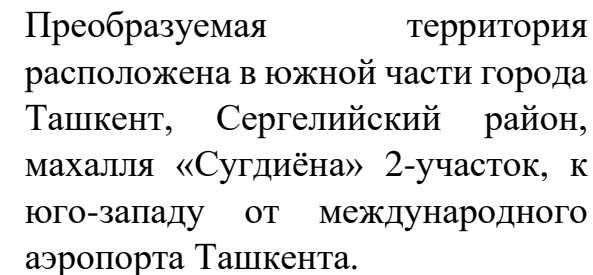 Преобразуемая территория
расположена в южной части города
Ташкент, Сергелийский район,
махалля «Сугдиёна» 2-участок, к
юго-западу от международного
аэропорта Ташкента.